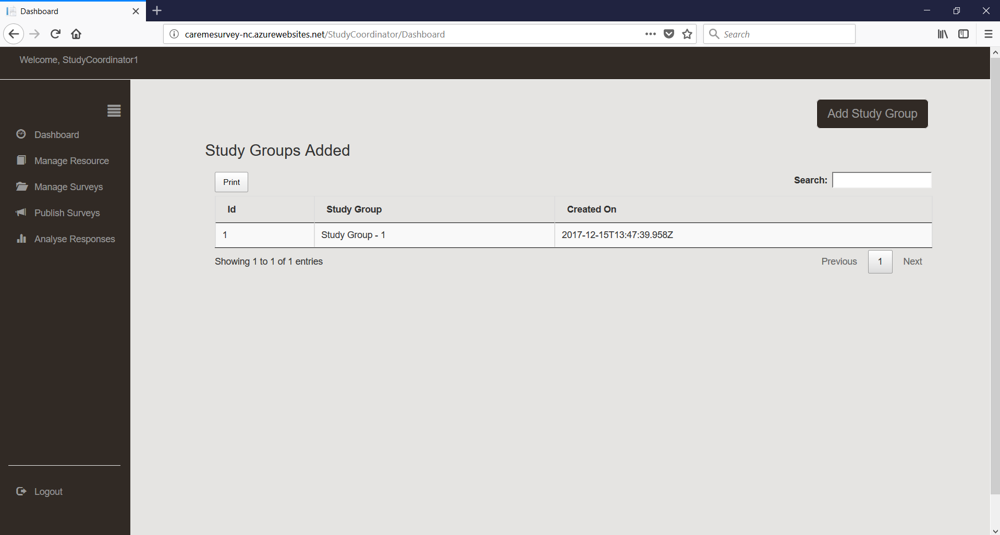 Dashboard
caremesurvey-nc.azurewebsites.net/StudyCoordinator/Dashboard
Search
Welcome, StudyCoordinator1
Add Study Group
Dashboard
Manage Resource
Manage Surveys
Publish Surveys
Analyse Responses
Logout
Study Groups Added
Print
Search:
Id Study Group Created On
1 Study Group - 1 2017-12-15T13:47:39.958Z
Showing 1 to 1 of 1 entries
Previous 1 Next